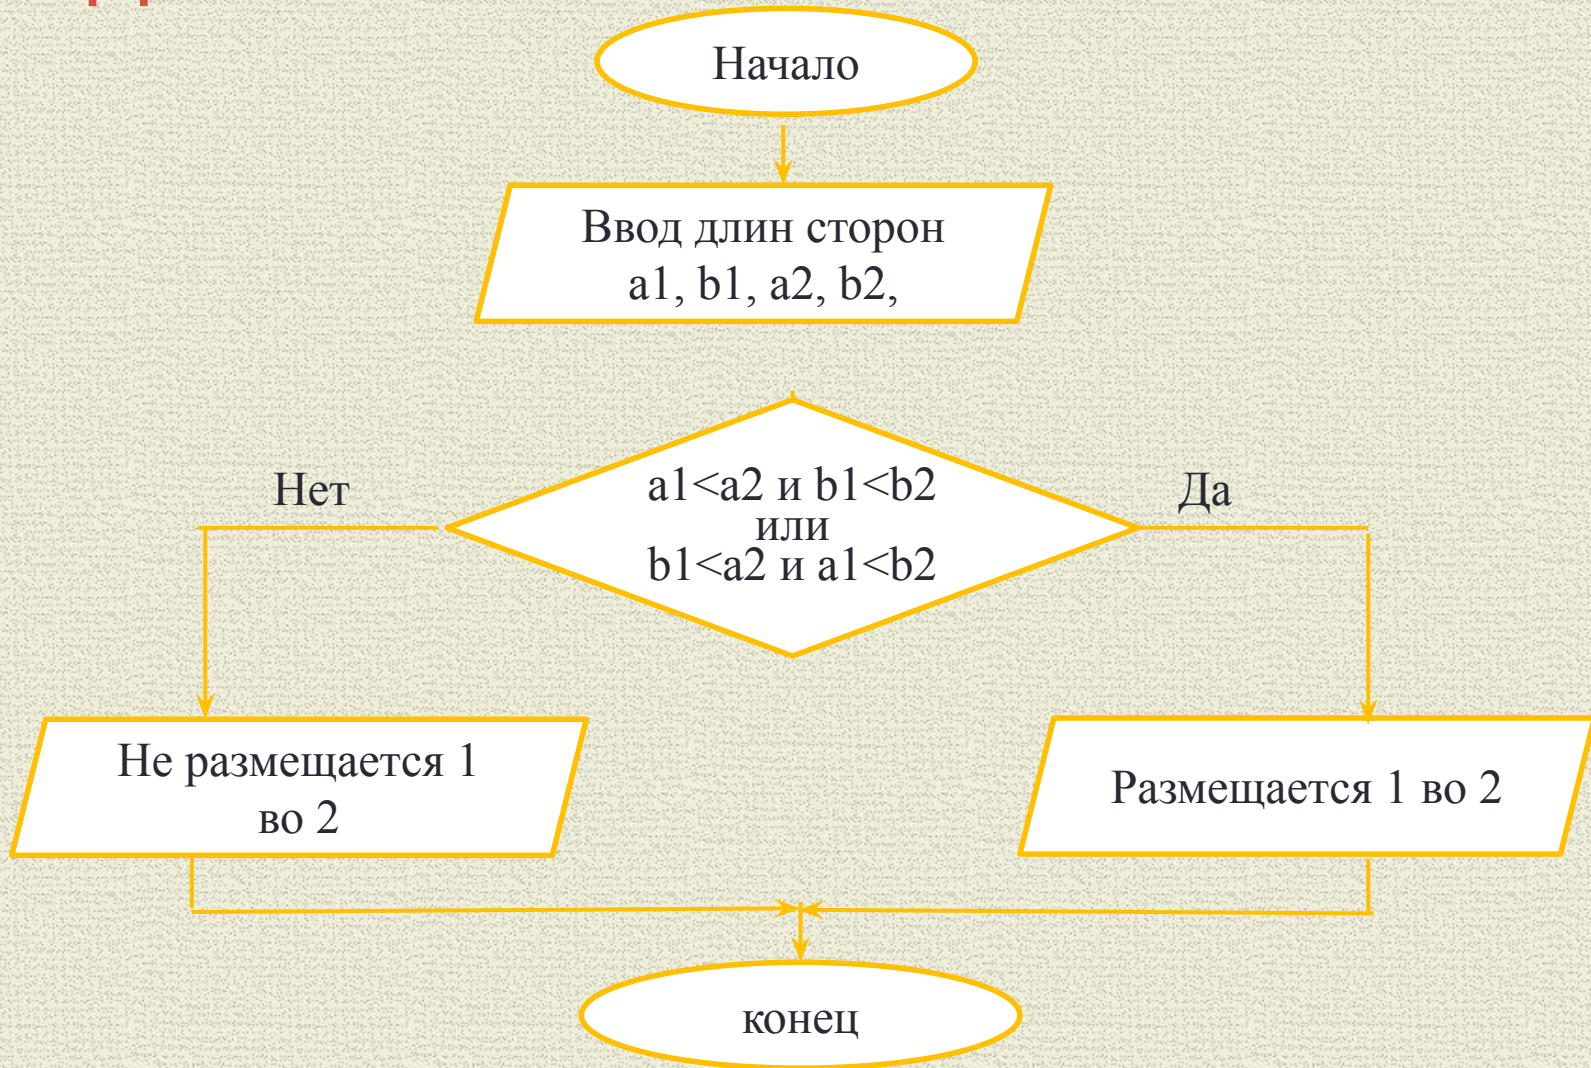 Начало
Ввод длин сторон
a1, b1, a2, b2,
Нет
a1<a2 и b1<b2
или
b1<a2 и a1<b2
Да
Не размещается 1
во 2
Размещается 1 во 2
конец